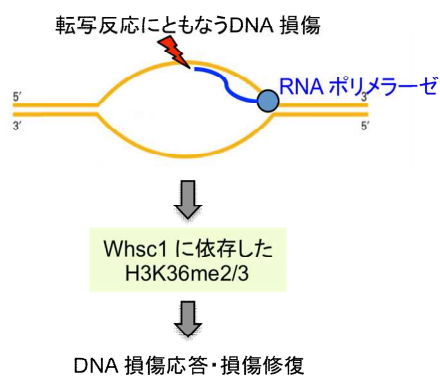 転写反応にともなうDNA 損傷
RNA ポリメラーゼ
5′ 3′
3′ 5′
Whsc1 に依存した
H3K36me2/3
DNA 損傷応答・損傷修復